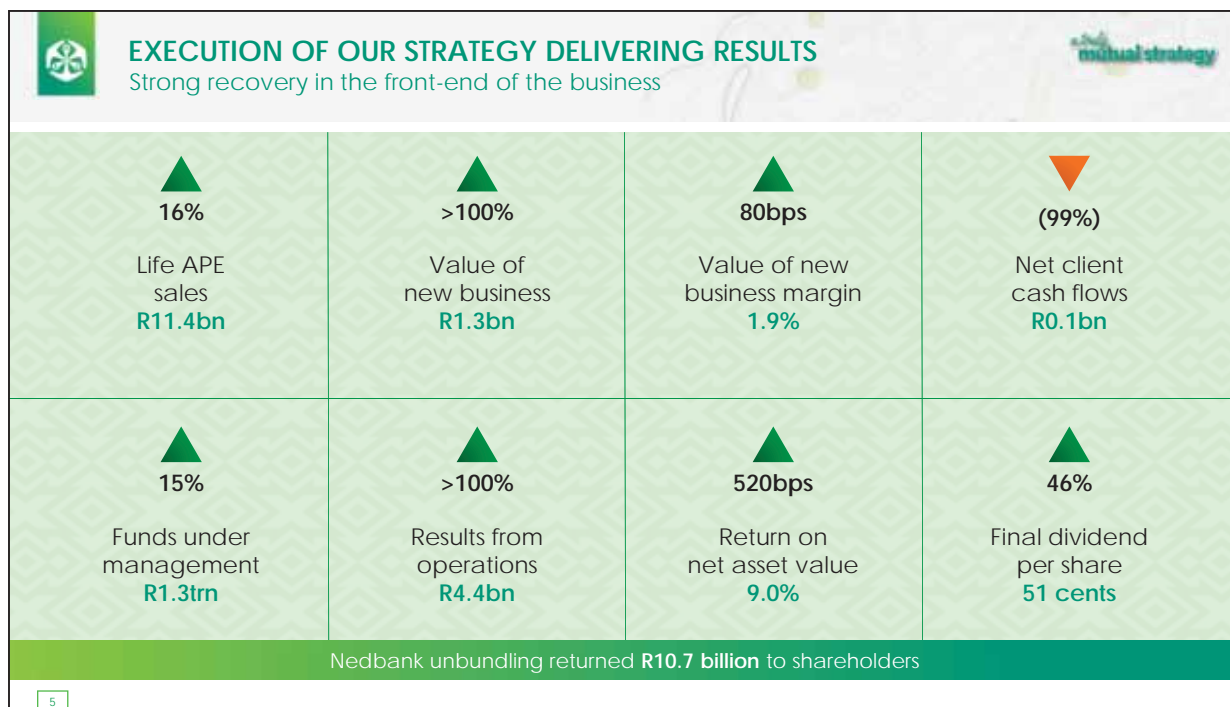 EXECUTION OF OUR STRATEGY DELIVERING RESULTS
Strong recovery in the front-end of the business
mutual strategy
16%
Life APE
sales
R11.4bn
>100%
Value of
new business
R1.3bn
80bps
Value of new
business margin
1.9%
(99%)
Net client
cash flows
R0.1bn
15%
Funds under
management
R1.3trn
>100%
Results from
operations
R4.4bn
520bps
Return on
net asset value
9.0%
46%
Final dividend
per share
51 cents
Nedbank unbundling returned R10.7 billion to shareholders
5